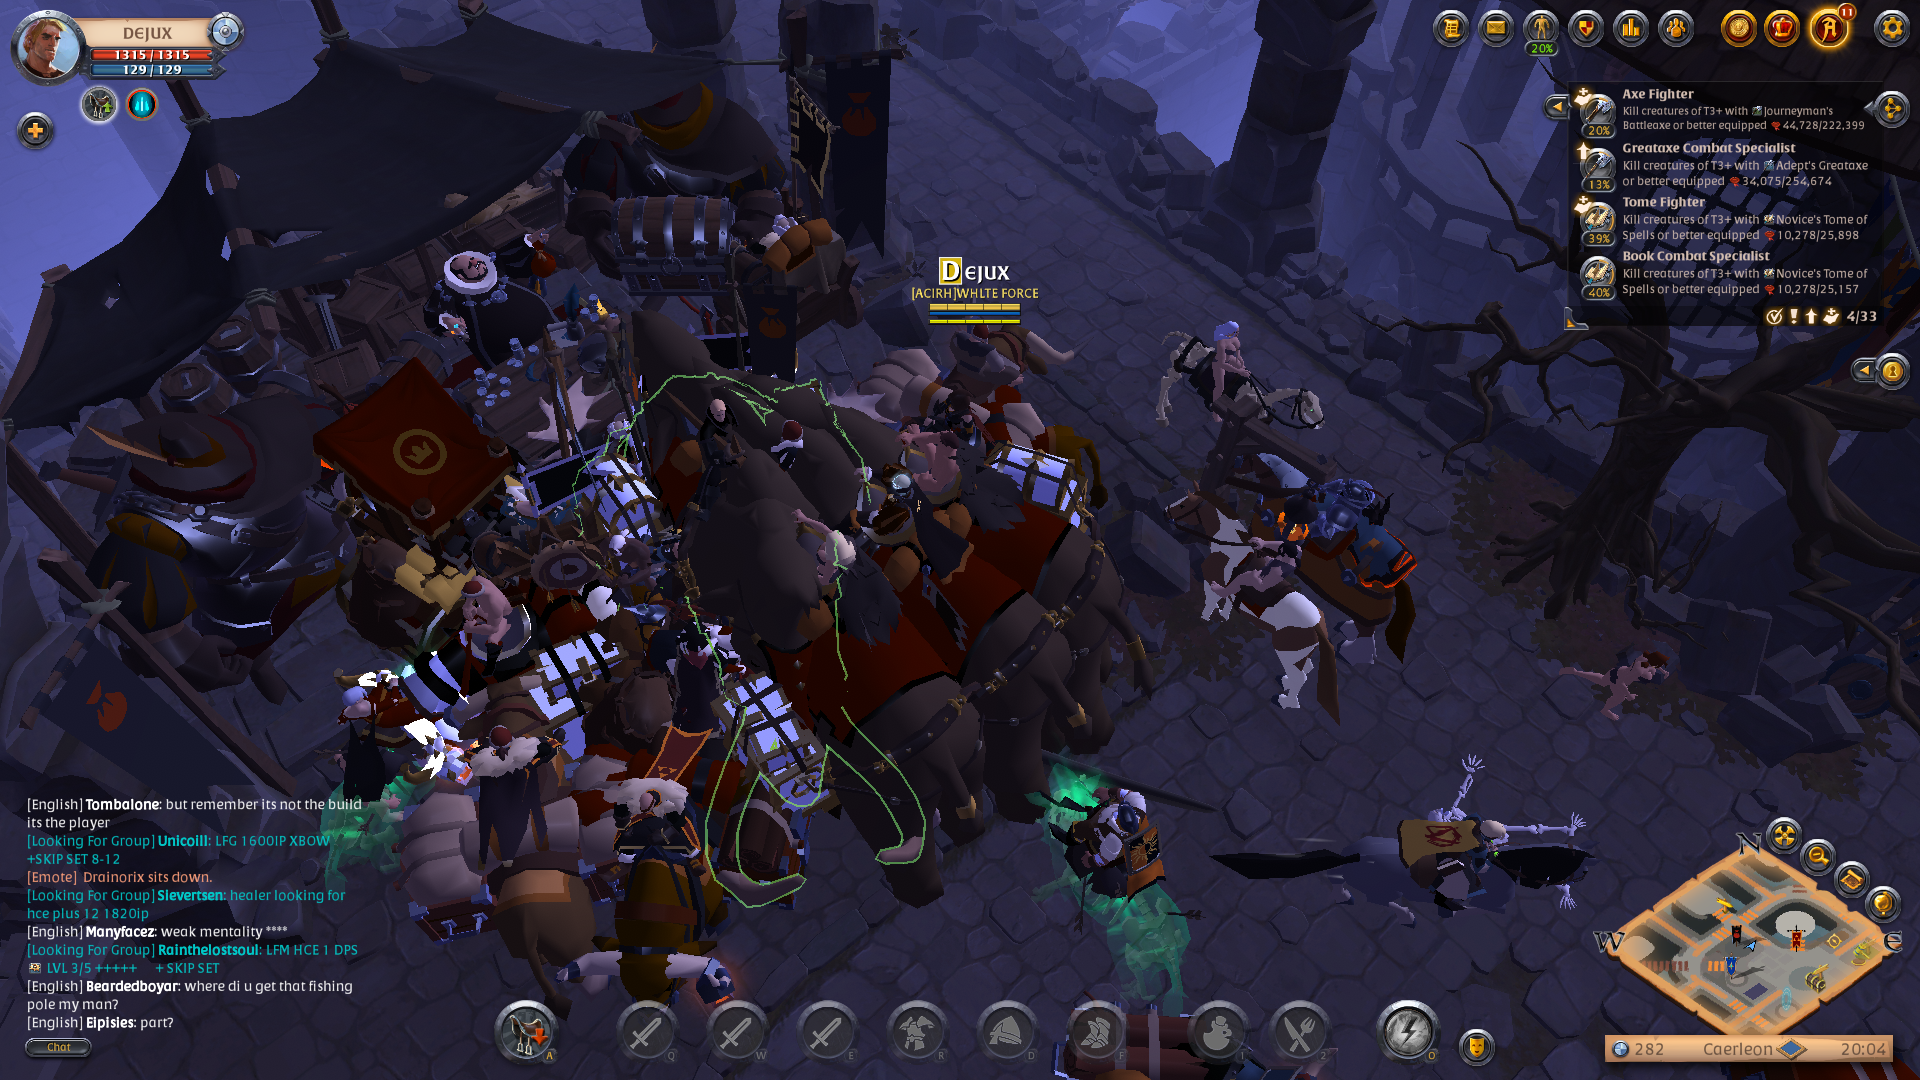 DEJUX
1315/1315
129/129
20%
11
Axe Fighter
Kill creatures of T3+ with Journeyman's
Battleaxe or better equipped 44,728/222,399
20%
Greataxe Combat Specialist
Kill creatures of T3+ with Adept's Greataxe
or better equipped 34,075/254,674
13%
Tome Fighter
Kill creatures of T3+ with Novice's Tome of
Spells or better equipped 10,278/25,898
39%
Book Combat Specialist
Kill creatures of T3+ with Novice's Tome of
Spells or better equipped 10,278/25,157
40%
4/33
DEJUX
[ACIRH]WHLTE FORCE
[English] Tombalone: but remember its not the build
its the player
[Looking For Group] Unicoill: LFG 1600IP XBOW
+SKIP SET 8-12
[Emote] Drainorix sits down.
[Looking For Group] Slevertsen: healer looking for
hce plus 12 1820ip
[English] Manyfacez: weak mentality ****
[Looking For Group] Rainthelostsoul: LFM HCE 1 DPS
LVL 3/5 +++++ + SKIP SET
[English] Beardedboyar: where di u get that fishing
pole my man?
[English] Eipisies: part?
Chat
A
Q
W
E
R
D
F
1
2
O
N
W
E
282 Caerleon 20:04